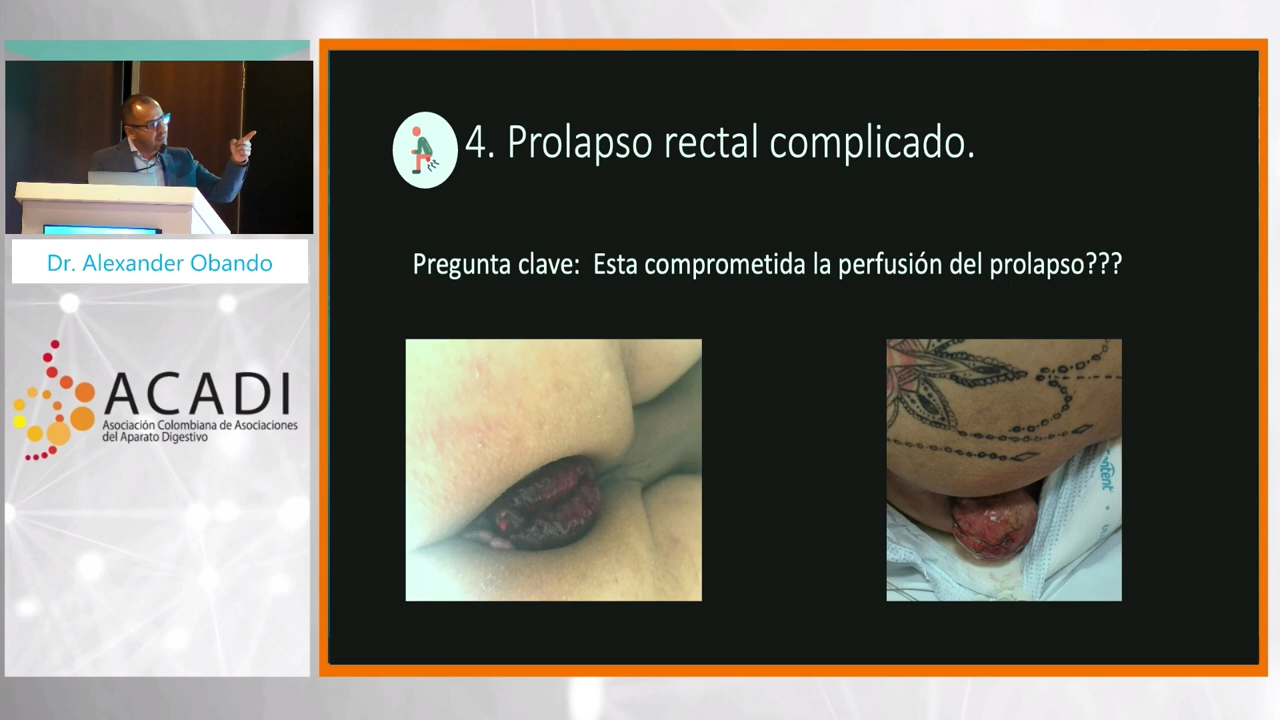 4. Prolapso rectal complicado.
Pregunta clave:  Esta comprometida la perfusión del prolapso???
Dr. Alexander Obando
ACADI
Asociación Colombiana de Asociaciones
del Aparato Digestivo